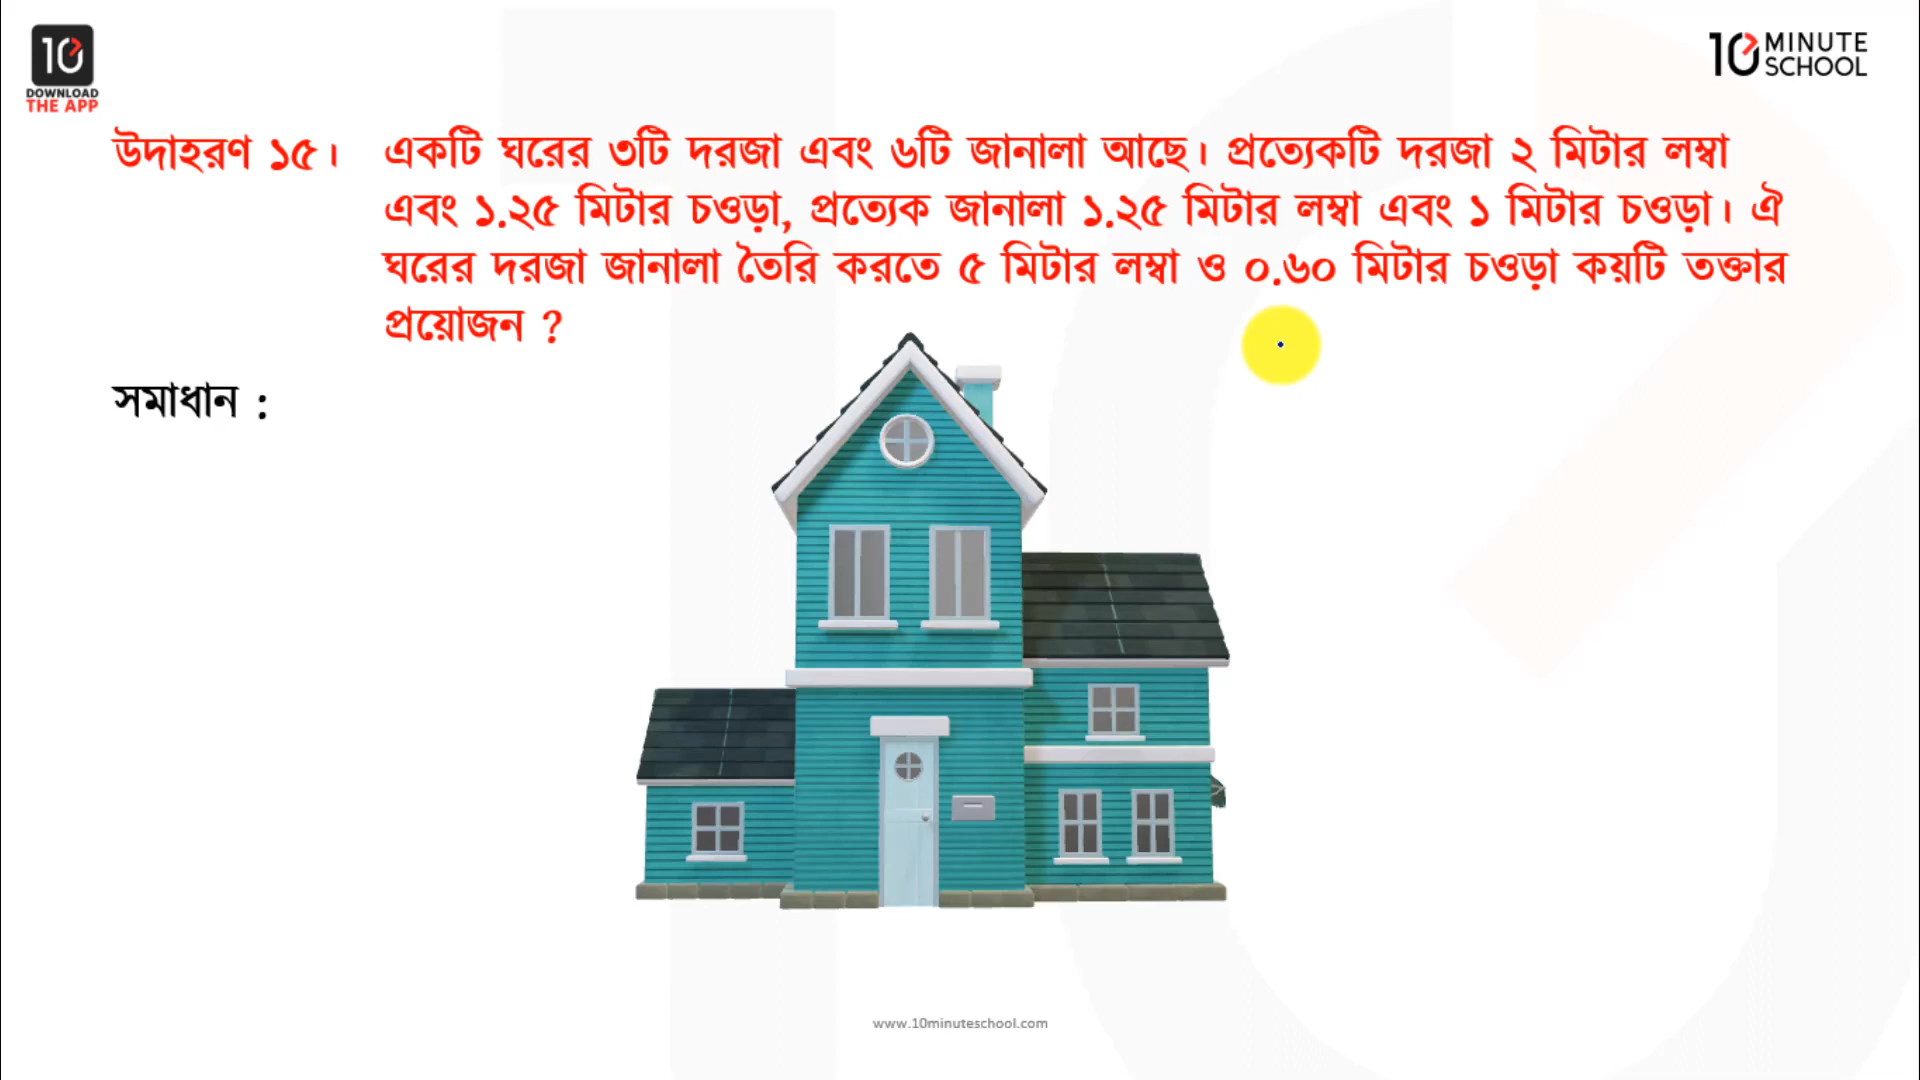 10
DOWNLOAD
THE APP
10 MINUTE
SCHOOL
উদাহরণ ১৫। একটি ঘরের ৩টি দরজা এবং ৬টি জানালা আছে। প্রত্যেকটি দরজা ২ মিটার লম্বা
এবং ১.২৫ মিটার চওড়া, প্রত্যেক জানালা ১.২৫ মিটার লম্বা এবং ১ মিটার চওড়া। ঐ
ঘরের দরজা জানালা তৈরি করতে ৫ মিটার লম্বা ও ০.৬০ মিটার চওড়া কয়টি তক্তার
প্রয়োজন ?
সমাধান :
www.10minuteschool.com